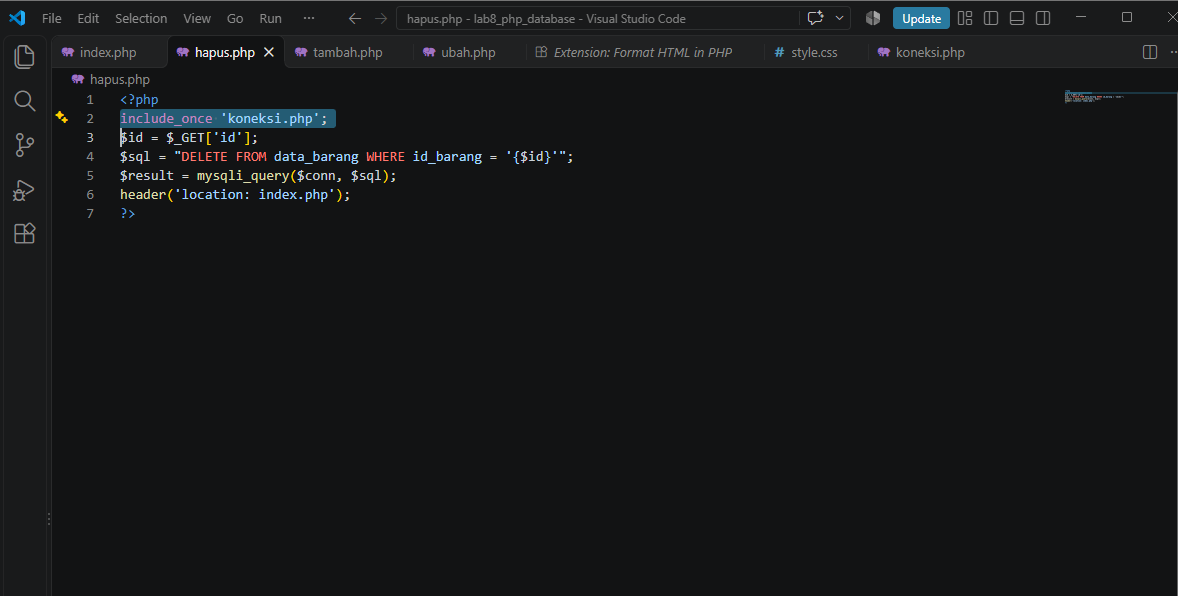 File Edit Selection View Go Run ··· hapus.php - lab8_php_database - Visual Studio Code Update
index.php hapus.php tambah.php ubah.php Extension: Format HTML in PHP # style.css koneksi.php
hapus.php
1 <?php
2 include_once 'koneksi.php';
3 $id = $_GET['id'];
4 $sql = "DELETE FROM data_barang WHERE id_barang = '{$id}'";
5 $result = mysqli_query($conn, $sql);
6 header('location: index.php');
7 ?>